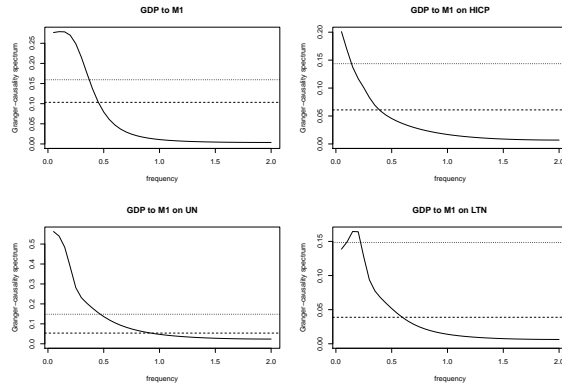 GDP to M1
Granger−causality spectrum
0.00 0.05 0.10 0.15 0.20 0.25
0.0 0.5 1.0 1.5 2.0
frequency
GDP to M1 on HICP
Granger−causality spectrum
0.00 0.05 0.10 0.15 0.20
0.0 0.5 1.0 1.5 2.0
frequency
GDP to M1 on UN
Granger−causality spectrum
0.0 0.1 0.2 0.3 0.4 0.5
0.0 0.5 1.0 1.5 2.0
frequency
GDP to M1 on LTN
Granger−causality spectrum
0.00 0.05 0.10 0.15
0.0 0.5 1.0 1.5 2.0
frequency